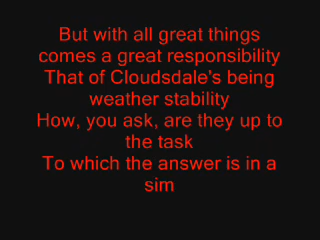 But with all great things
comes a great responsibility
That of Cloudsdale's being
weather stability
How, you ask, are they up to
the task
To which the answer is in a
sim